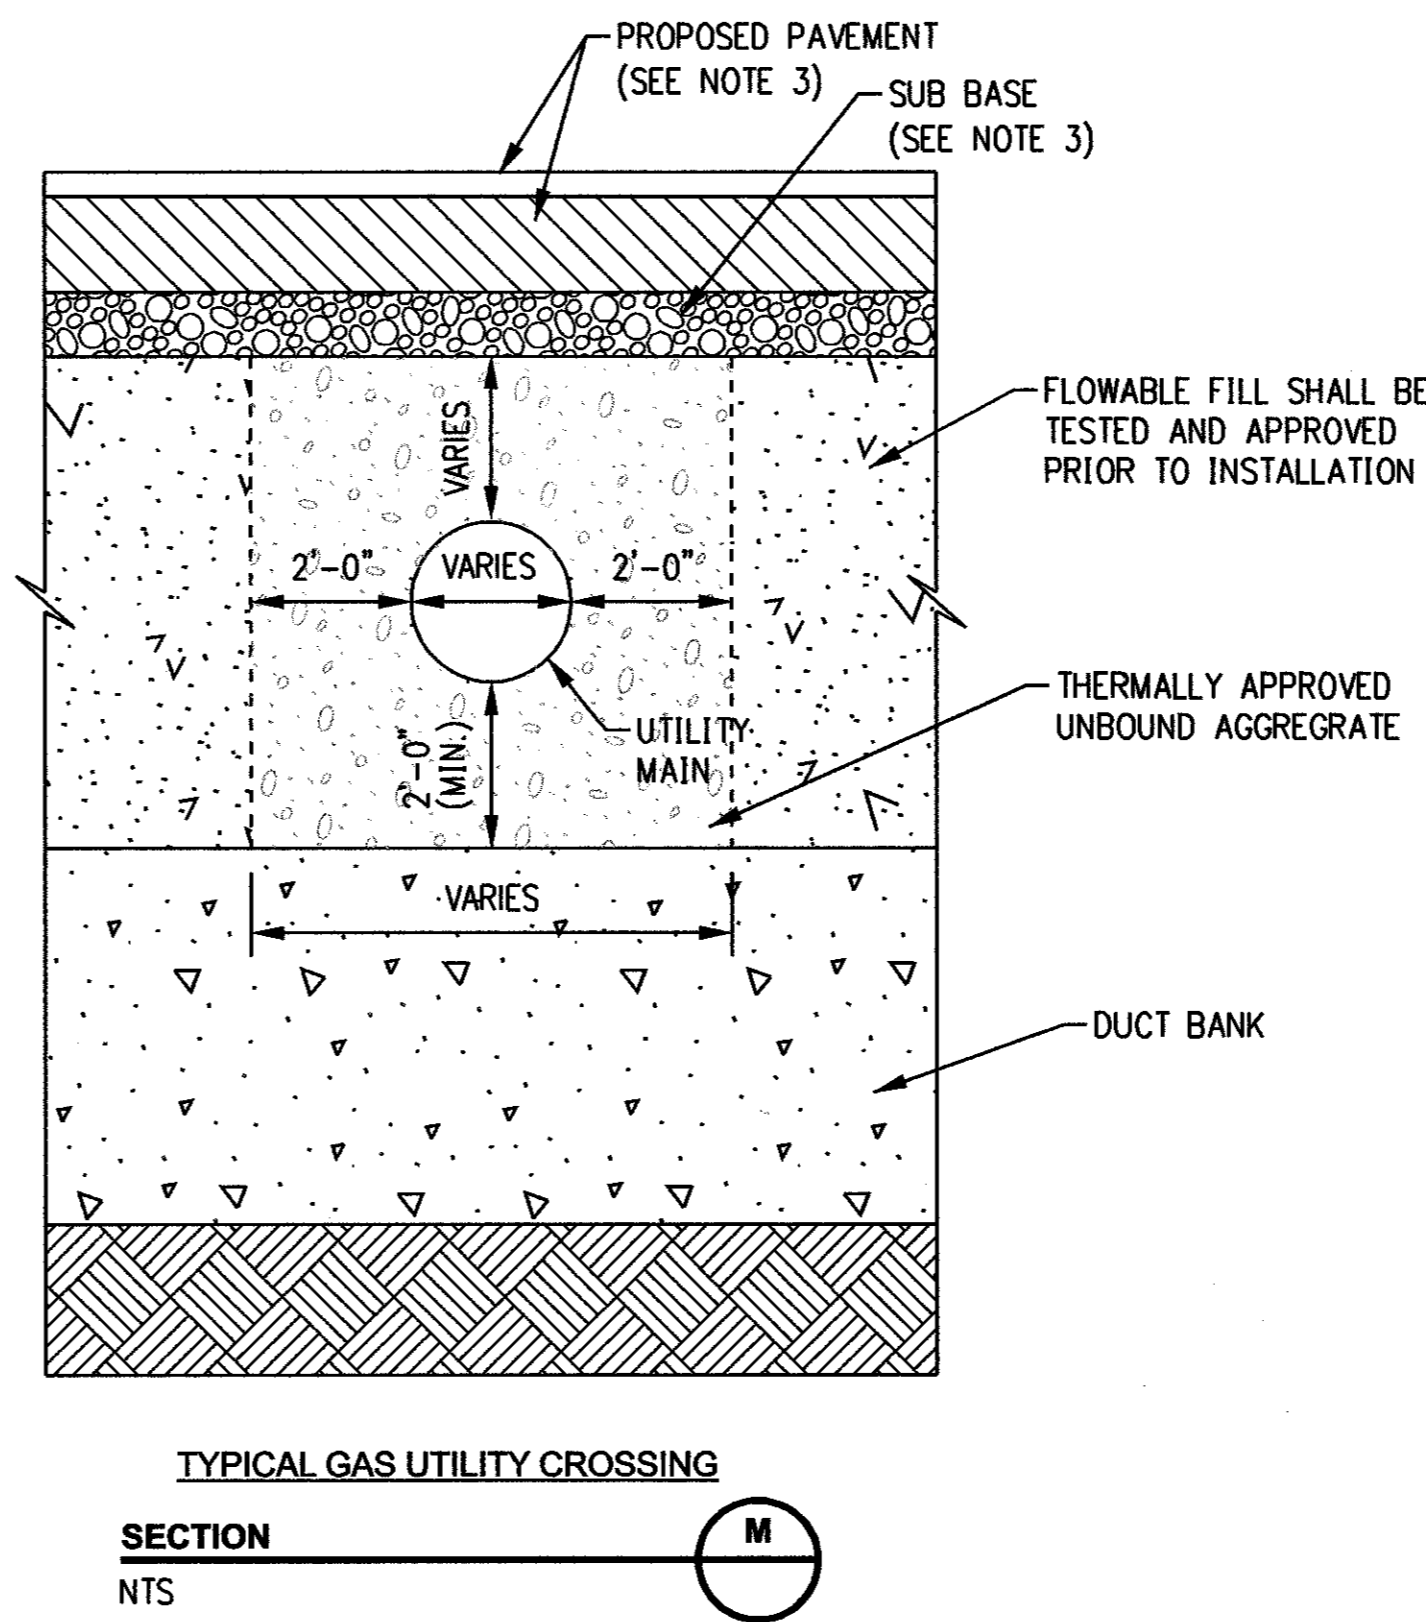 PROPOSED PAVEMENT
(SEE NOTE 3)
SUB BASE
(SEE NOTE 3)
FLOWABLE FILL SHALL BE
TESTED AND APPROVED
PRIOR TO INSTALLATION
VARIES
2'-0"
VARIES
2'-0"
THERMALLY APPROVED
UNBOUND AGGREGRATE
UTILITY
MAIN
2'-0"
(MIN.)
VARIES
DUCT BANK
TYPICAL GAS UTILITY CROSSING
SECTION
M
NTS